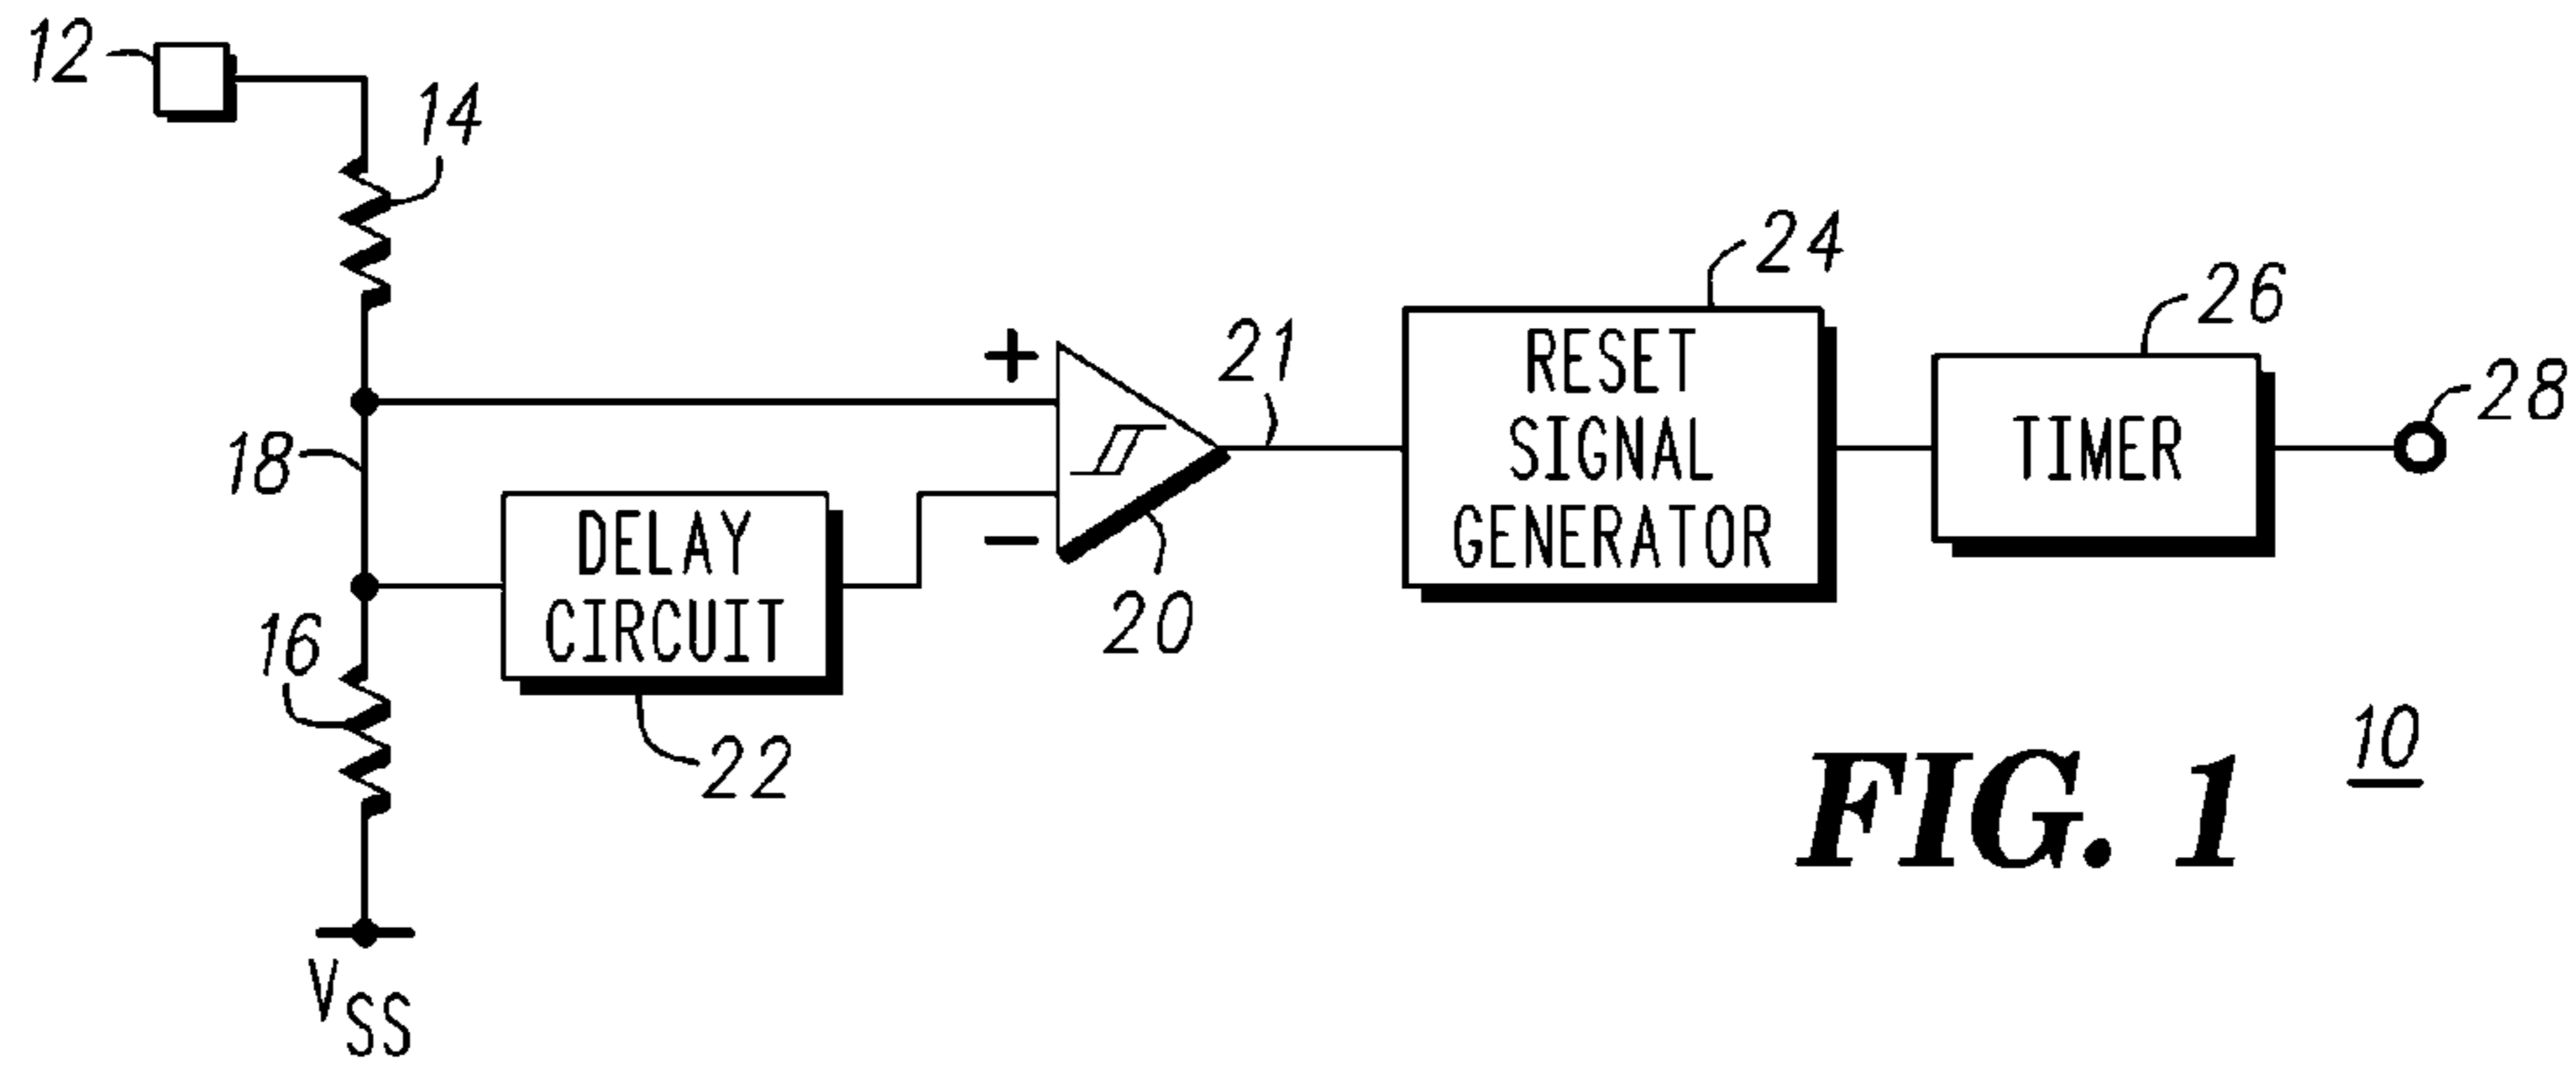 12
14
24
26
+
21
RESET
SIGNAL
GENERATOR
TIMER
28
18
DELAY
CIRCUIT
−
20
16
22
10
FIG. 1
VSS